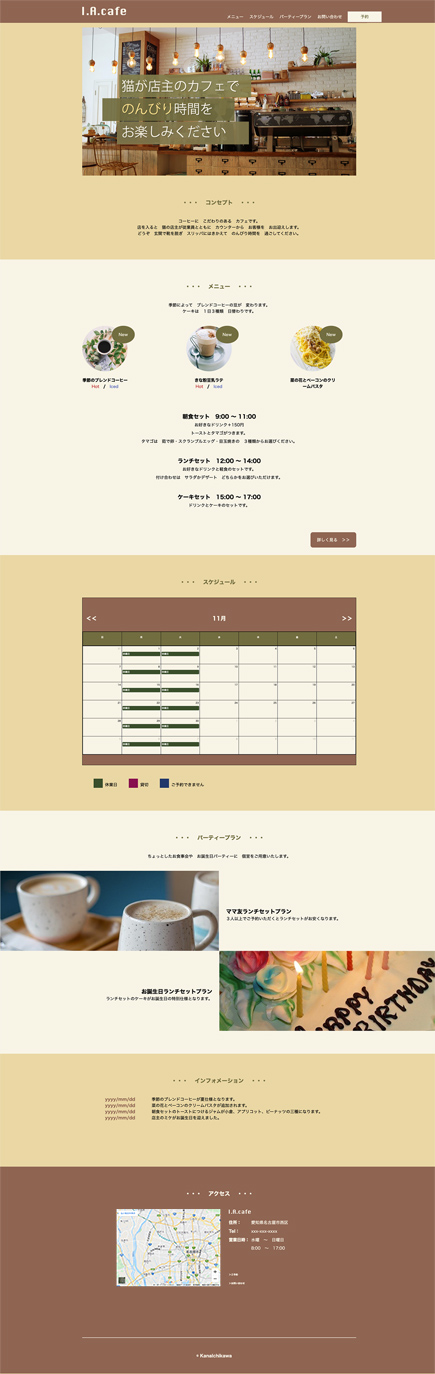 I.A.cafe
メニュー スケジュール パーティープラン お問い合わせ 予約
猫が店主のカフェで
のんびり時間を
お楽しみください
・・・ コンセプト ・・・
コーヒーに こだわりのある カフェです。
店を入ると 猫の店主が従業員とともに カウンターから お客様を お出迎えします。
どうぞ 玄関で靴を脱ぎ スリッパにはきかえて のんびり時間を 過ごしてください。
・・・ メニュー ・・・
季節によって ブレンドコーヒーの豆が 変わります。
ケーキは 1日3種類 日替わりです。
New New New
季節のブレンドコーヒー
Hot / Iced
きな粉豆乳ラテ
Hot / Iced
菜の花とベーコンのクリ
ームパスタ
朝食セット 9:00 〜 11:00
お好きなドリンク+150円
トーストとタマゴがつきます。
タマゴは 茹で卵・スクランブルエッグ・目玉焼きの 3種類からお選びください。
ランチセット 12:00 〜 14:00
お好きなドリンクと軽食のセットです。
付け合わせは サラダかデザート どちらかをお選びいただけます。
ケーキセット 15:00 〜 17:00
ドリンクとケーキのセットです。
詳しく見る >>
・・・ スケジュール ・・・
<< 11月 >>
休業日 貸切 ご予約できません
・・・ パーティープラン ・・・
ちょっとしたお食事会や お誕生日パーティーに 個室をご用意いたします。
ママ友ランチセットプラン
3人以上でご予約いただくとランチセットがお安くなります。
お誕生日ランチセットプラン
ランチセットのケーキがお誕生日の特別仕様となります。
HAPPY
BIRTHDAY
・・・ インフォメーション ・・・
yyyy/mm/dd 季節のブレンドコーヒーが夏仕様となります。
yyyy/mm/dd 菜の花とベーコンのクリームパスタが追加されます。
yyyy/mm/dd 朝食セットのトーストにつけるジャムが小倉、アプリコット、ピーナッツの三種になります。
yyyy/mm/dd 店主のミケがお誕生日を迎えました。
・・・ アクセス ・・・
I.A.cafe
住所： 愛知県名古屋市西区
Tel： xxx-xxx-xxxx
営業日時： 水曜 〜 日曜日
8:00 〜 17:00
© KanaIchikawa